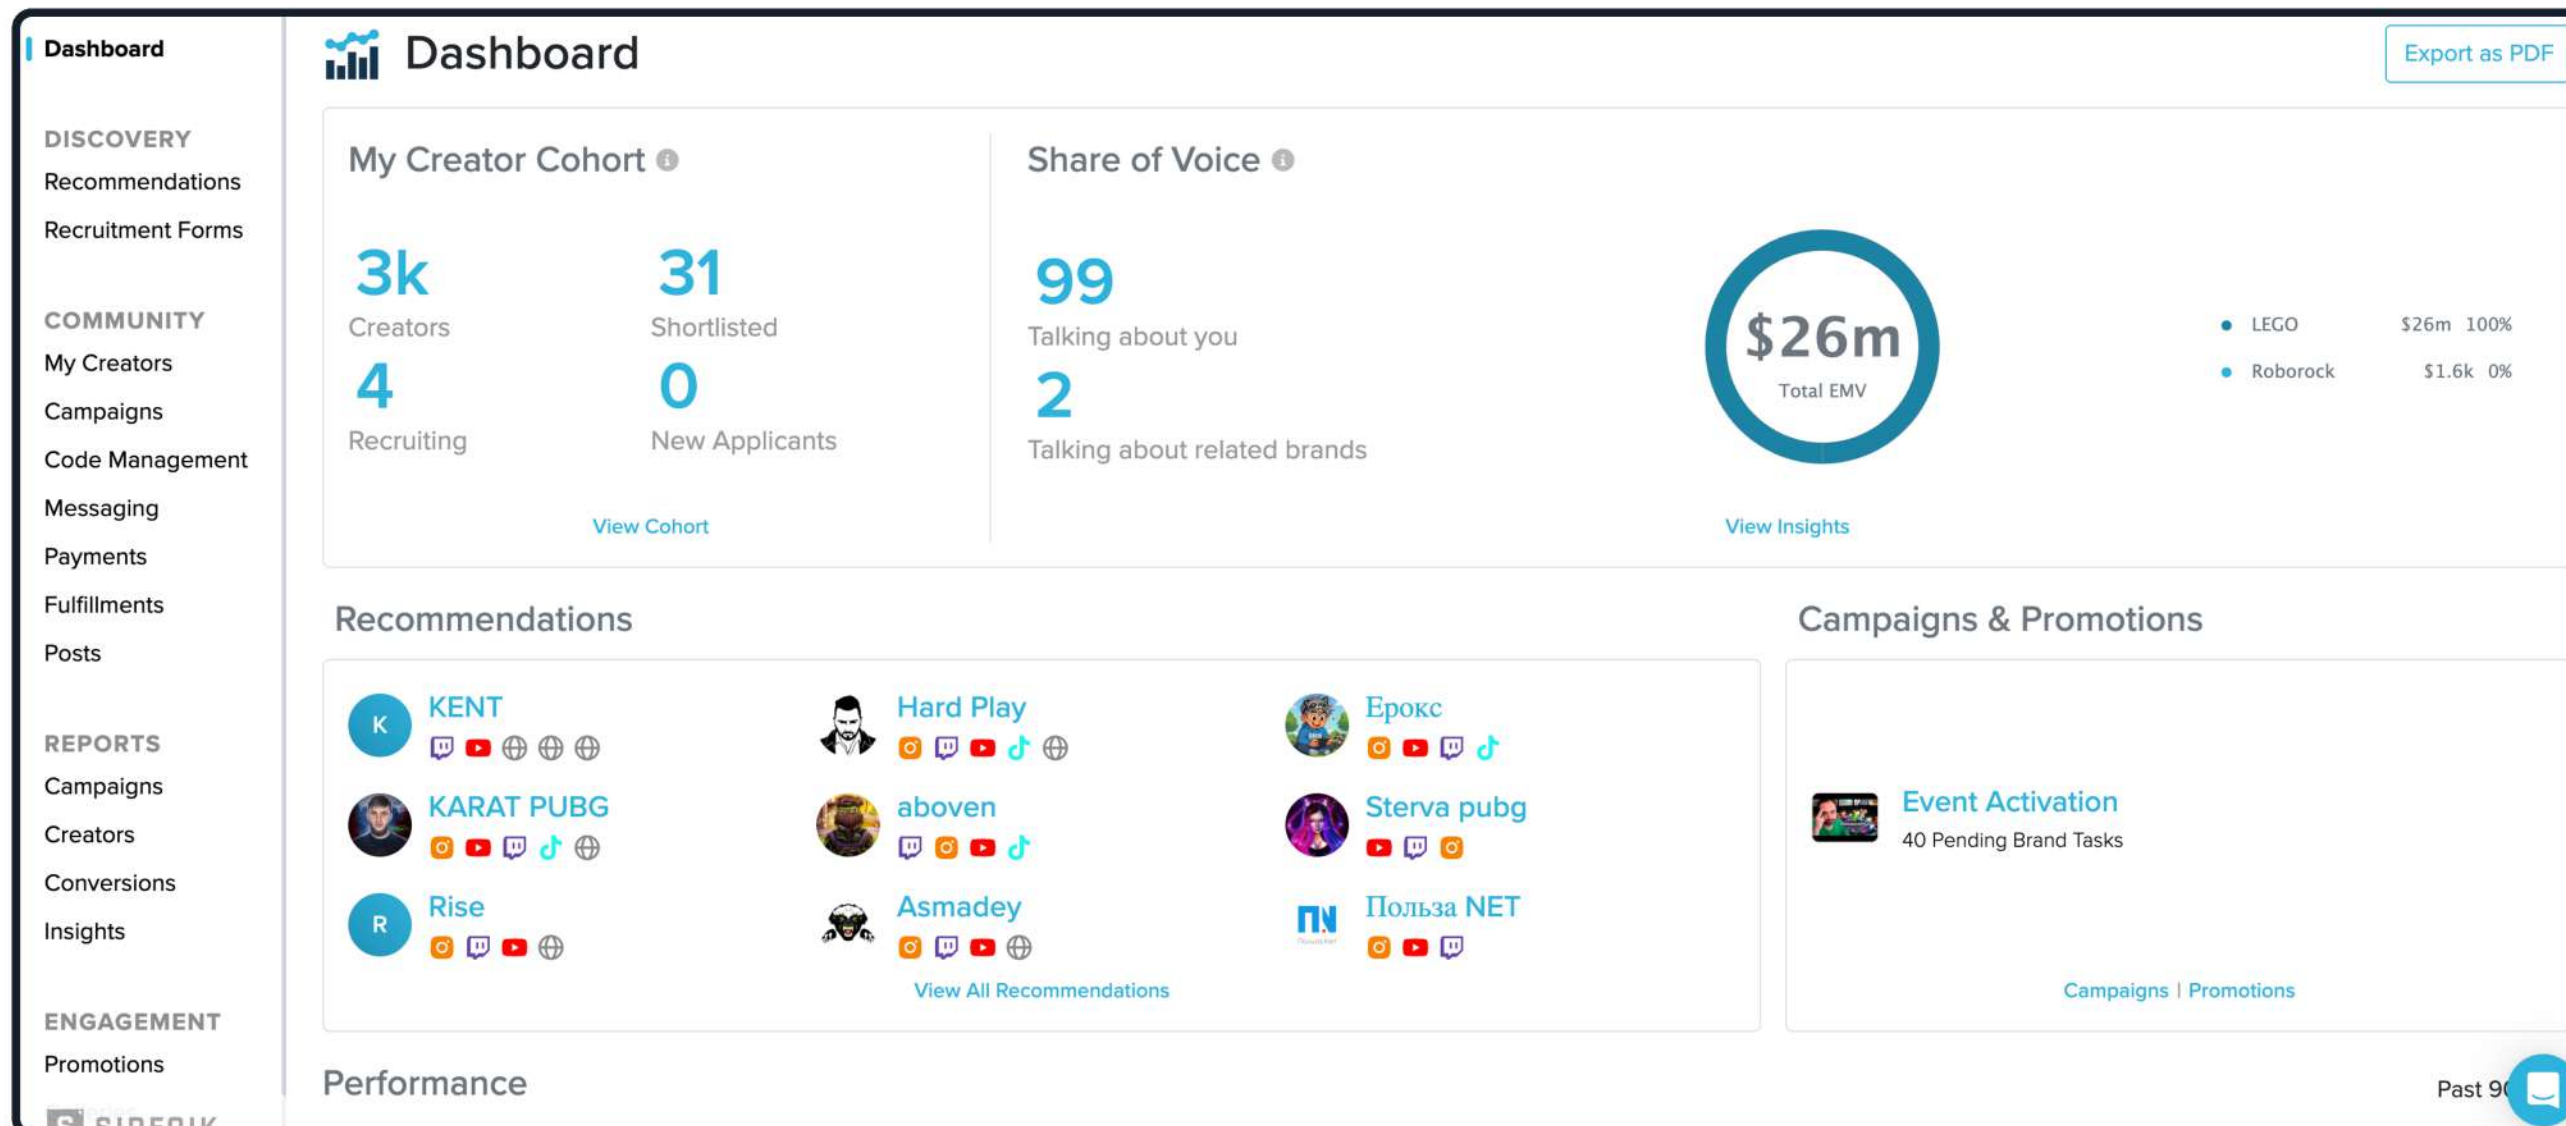 Dashboard
DISCOVERY
Recommendations
Recruitment Forms
COMMUNITY
My Creators
Campaigns
Code Management
Messaging
Payments
Fulfillments
Posts
REPORTS
Campaigns
Creators
Conversions
Insights
ENGAGEMENT
Promotions
Dashboard
Export as PDF
My Creator Cohort
3k
Creators
31
Shortlisted
4
Recruiting
0
New Applicants
View Cohort
Share of Voice
99
Talking about you
2
Talking about related brands
$26m
Total EMV
LEGO $26m 100%
Roborock $1.6k 0%
View Insights
Recommendations
K
KENT
Hard Play
Ерокс
KARAT PUBG
aboven
Sterva pubg
R
Rise
Asmadey
ПN
Польза NET
View All Recommendations
Campaigns & Promotions
Event Activation
40 Pending Brand Tasks
Campaigns | Promotions
Performance
Past